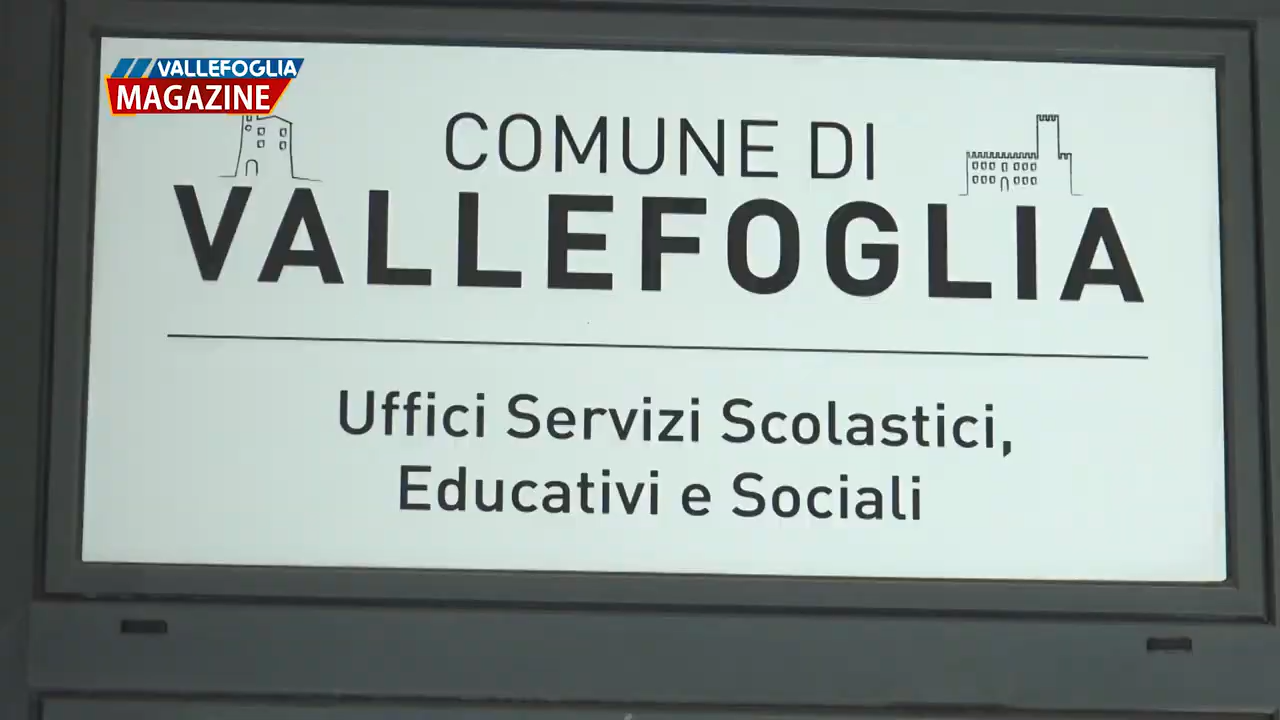 VALLEFOGLIA
MAGAZINE
COMUNE DI
VALLEFOGLIA
Uffici Servizi Scolastici,
Educativi e Sociali